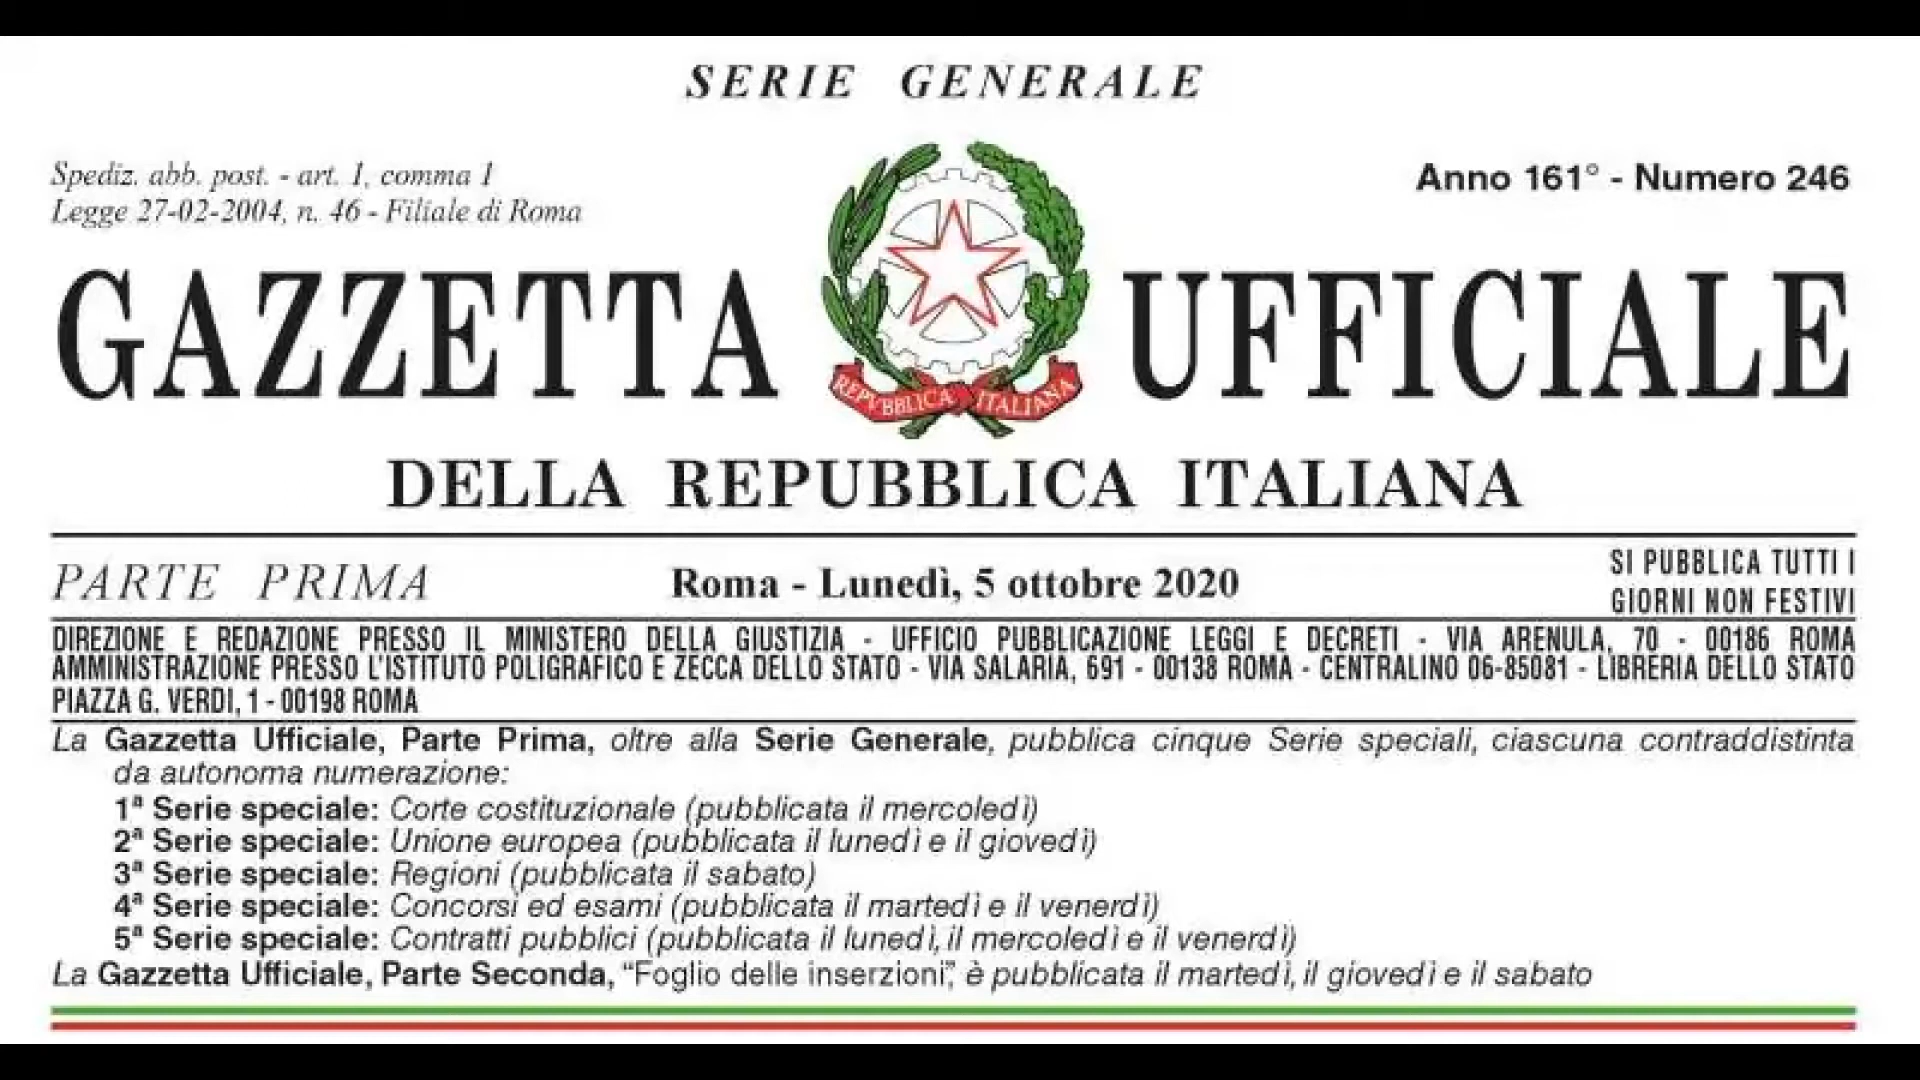 SERIE GENERALE
Spediz. abb. post. - art. 1, comma 1
Legge 27-02-2004, n. 46 - Filiale di Roma
Anno 161° - Numero 246
GAZZETTA UFFICIALE
REPVBBLICA ITALIANA
DELLA REPUBBLICA ITALIANA
PARTE PRIMA
Roma - Lunedì, 5 ottobre 2020
SI PUBBLICA TUTTI I
GIORNI NON FESTIVI
DIREZIONE E REDAZIONE PRESSO IL MINISTERO DELLA GIUSTIZIA - UFFICIO PUBBLICAZIONE LEGGI E DECRETI - VIA ARENULA, 70 - 00186 ROMA
AMMINISTRAZIONE PRESSO L'ISTITUTO POLIGRAFICO E ZECCA DELLO STATO - VIA SALARIA, 691 - 00138 ROMA - CENTRALINO 06-85081 - LIBRERIA DELLO STATO
PIAZZA G. VERDI, 1 - 00198 ROMA
La Gazzetta Ufficiale, Parte Prima, oltre alla Serie Generale, pubblica cinque Serie speciali, ciascuna contraddistinta
da autonoma numerazione:
1ª Serie speciale: Corte costituzionale (pubblicata il mercoledì)
2ª Serie speciale: Unione europea (pubblicata il lunedì e il giovedì)
3ª Serie speciale: Regioni (pubblicata il sabato)
4ª Serie speciale: Concorsi ed esami (pubblicata il martedì e il venerdì)
5ª Serie speciale: Contratti pubblici (pubblicata il lunedì, il mercoledì e il venerdì)
La Gazzetta Ufficiale, Parte Seconda, “Foglio delle inserzioni”, è pubblicata il martedì, il giovedì e il sabato